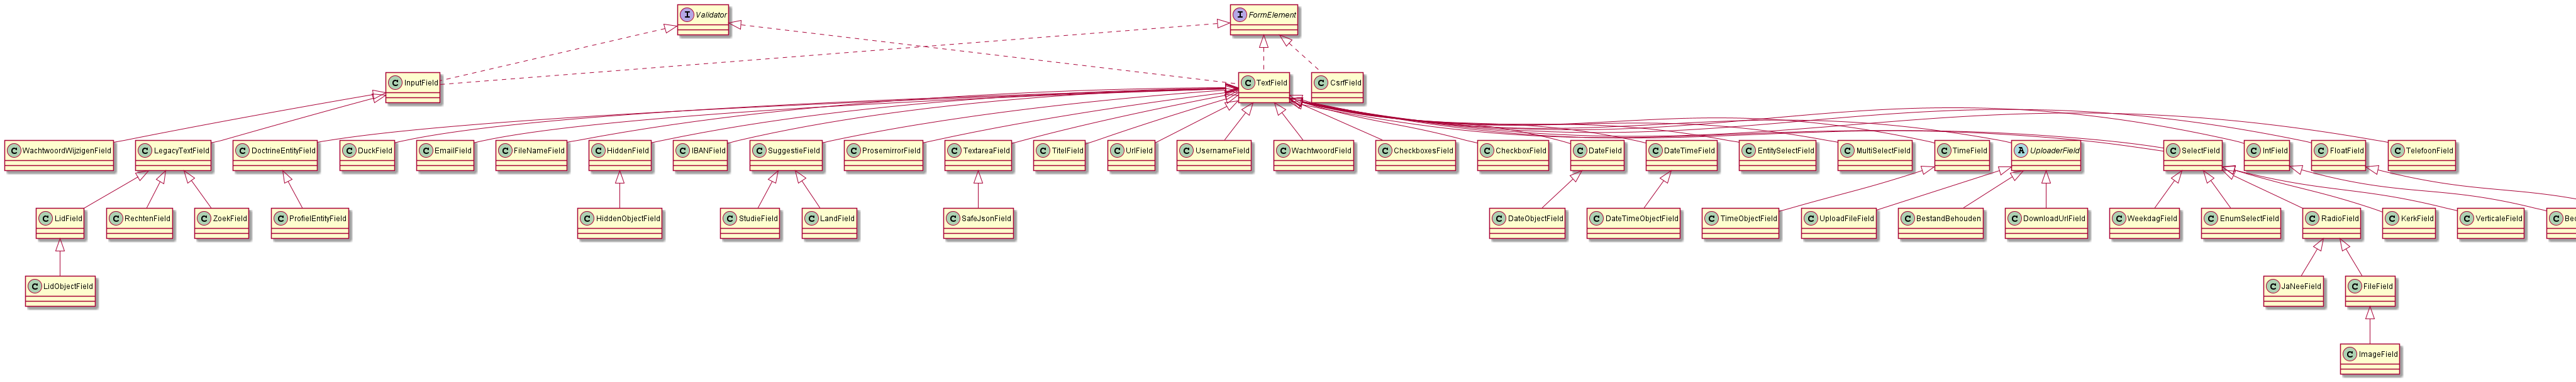 I Validator
I FormElement
C InputField
C TextField
C CsrfField
C WachtwoordWijzigenField
C LegacyTextField
C DoctrineEntityField
C DuckField
C EmailField
C FileNameField
C HiddenField
C IBANField
C SuggestieField
C ProsemirrorField
C TextareaField
C TitelField
C UrlField
C UsernameField
C WachtwoordField
C CheckboxesField
C CheckboxField
C DateField
C DateTimeField
C EntitySelectField
C MultiSelectField
C TimeField
A UploaderField
C SelectField
C IntField
C FloatField
C TelefoonField
C LidField
C RechtenField
C ZoekField
C ProfielEntityField
C HiddenObjectField
C StudieField
C LandField
C SafeJsonField
C DateObjectField
C DateTimeObjectField
C TimeObjectField
C UploadFileField
C BestandBehouden
C DownloadUrlField
C WeekdagField
C EnumSelectField
C RadioField
C KerkField
C VerticaleField
C Bed
C LidObjectField
C JaNeeField
C FileField
C ImageField